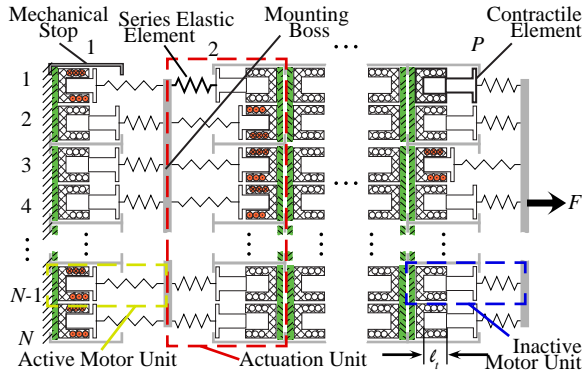 Mechanical
Stop
Series Elastic
Element
Mounting
Boss
Contractile
Element
1
2
...
P
1
2
3
4
...
F
N-1
N
Active Motor Unit
Actuation Unit
ℓt
Inactive
Motor Unit